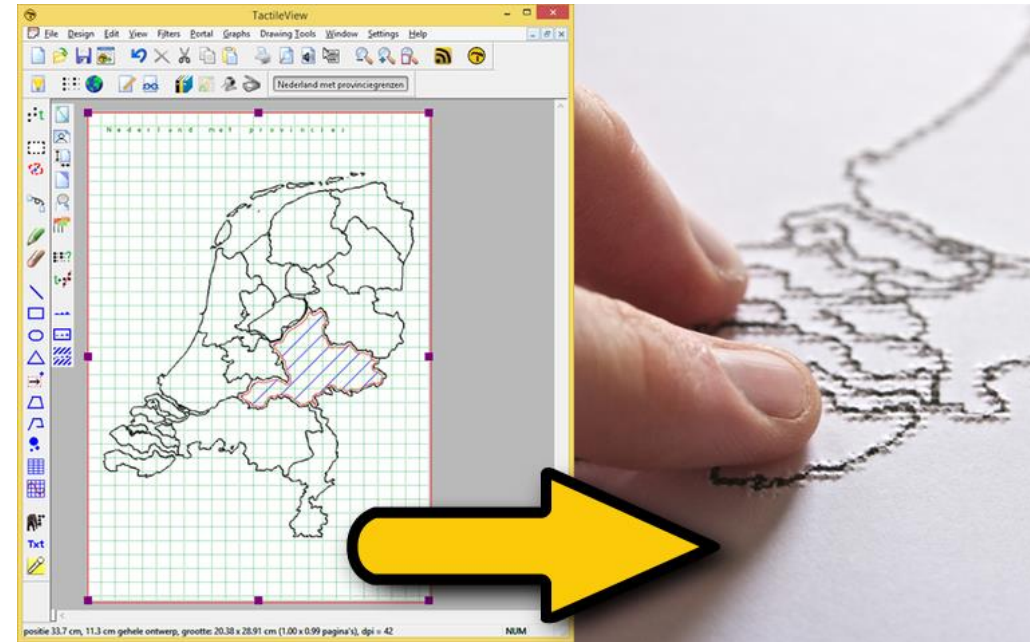 TactileView
File Design Edit View Filters Portal Graphs Drawing Tools Window Settings Help
Nederland met provinciegrenzen
Nederland met provincies
Txt
positie 33.7 cm, 11.3 cm gehele ontwerp, grootte: 20.38 x 28.91 cm (1.00 x 0.99 pagina's), dpi = 42 NUM